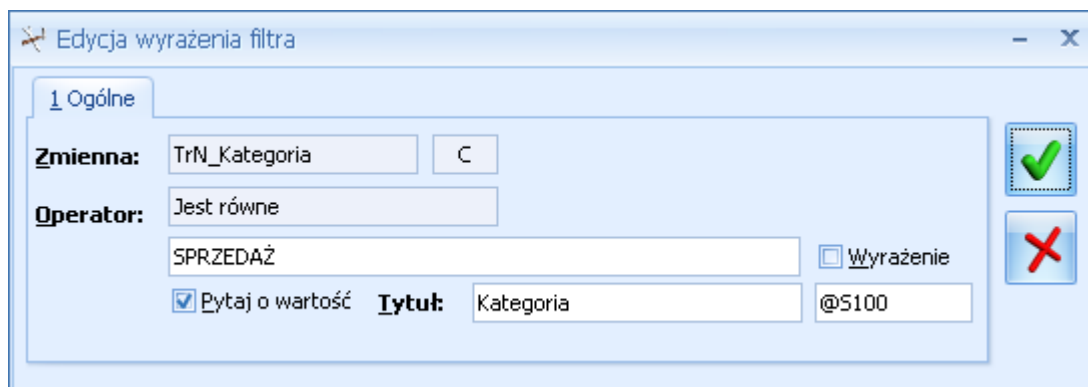 Edycja wyrażenia filtra
1 Ogólne
Zmienna: TrN_Kategoria C
Operator: Jest równe
SPRZEDAŻ Wyrażenie
Pytaj o wartość Tytuł: Kategoria @S100